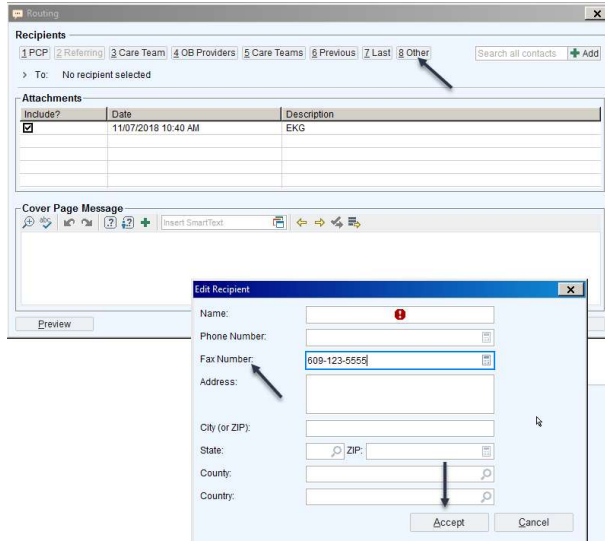 Routing
Recipients
1 PCP 2 Referring 3 Care Team 4 OB Providers 5 Care Teams 6 Previous 7 Last 8 Other Search all contacts Add
To: No recipient selected
Attachments
Include? Date Description
11/07/2018 10:40 AM EKG
Cover Page Message
abc Insert SmartText
Preview
Edit Recipient
Name:
Phone Number:
Fax Number: 609-123-5555
Address:
City (or ZIP):
State: ZIP:
County:
Country:
Accept Cancel